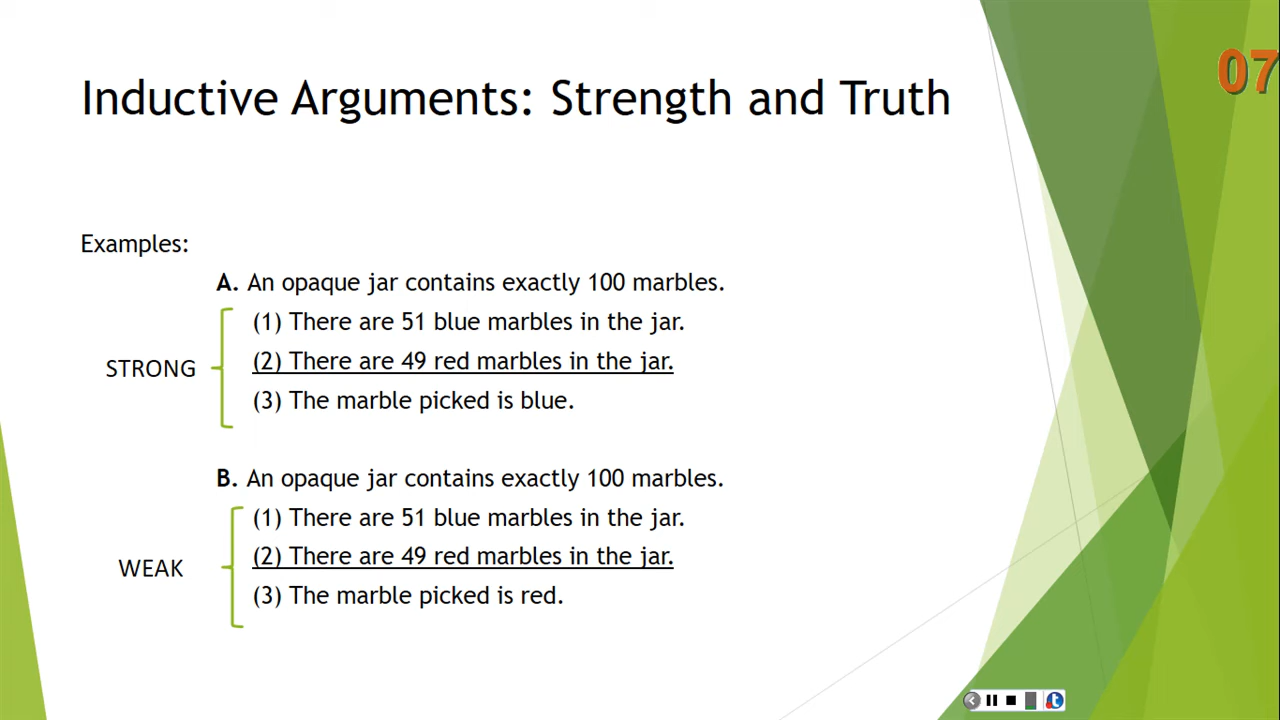 07
Inductive Arguments: Strength and Truth
Examples:
A. An opaque jar contains exactly 100 marbles.
(1) There are 51 blue marbles in the jar.
STRONG
(2) There are 49 red marbles in the jar.
(3) The marble picked is blue.
B. An opaque jar contains exactly 100 marbles.
(1) There are 51 blue marbles in the jar.
WEAK
(2) There are 49 red marbles in the jar.
(3) The marble picked is red.
t